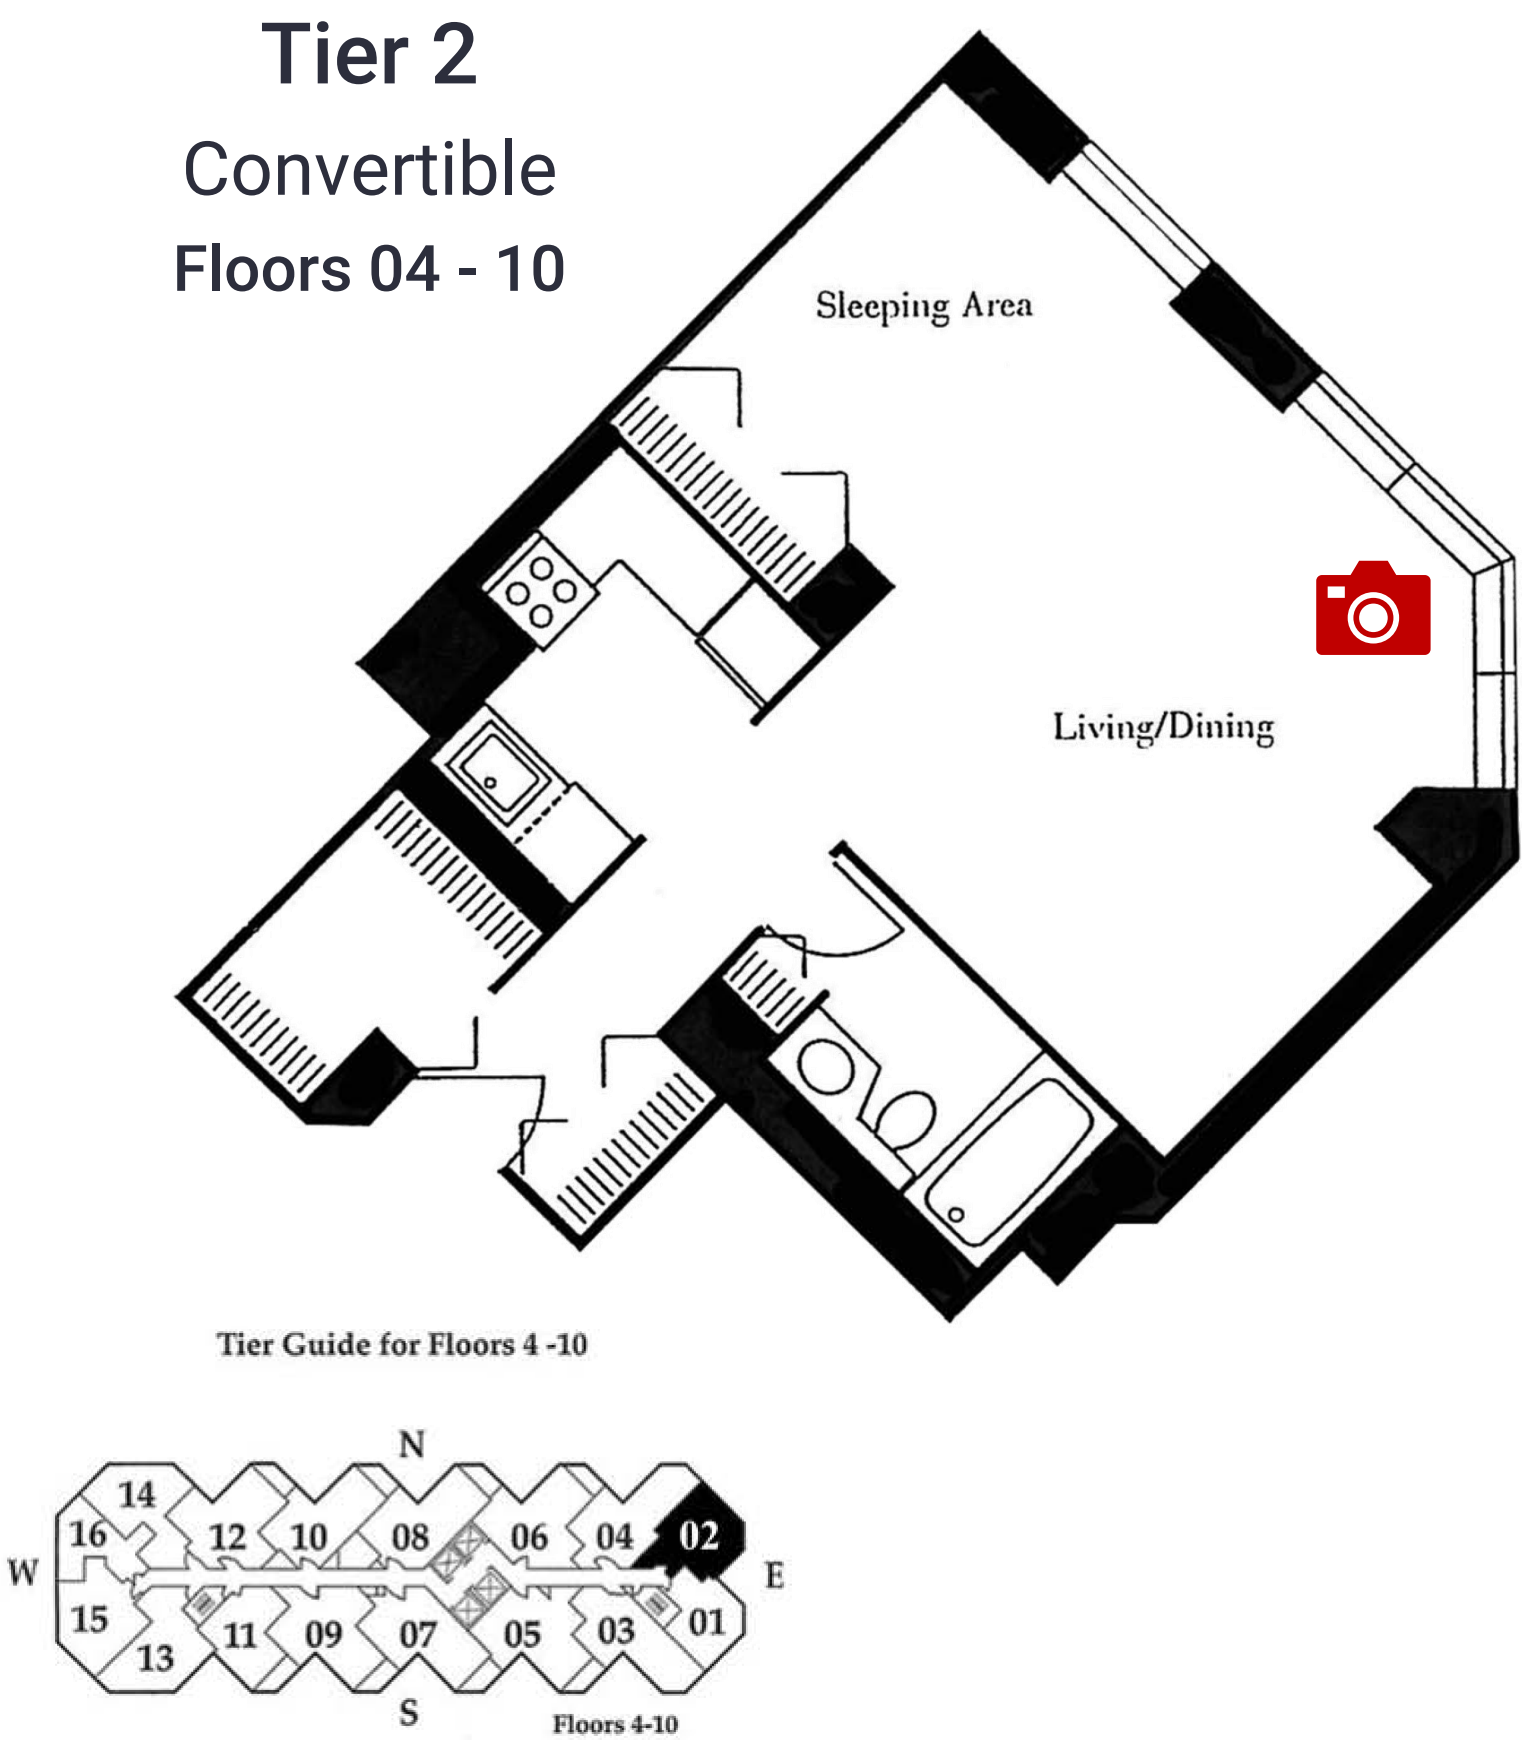 Tier 2
Convertible
Floors 04 - 10
Sleeping Area
Living/Dining
Tier Guide for Floors 4 -10
N
14
16
12
10
08
06
04
02
W
E
15
13
11
09
07
05
03
01
S
Floors 4-10